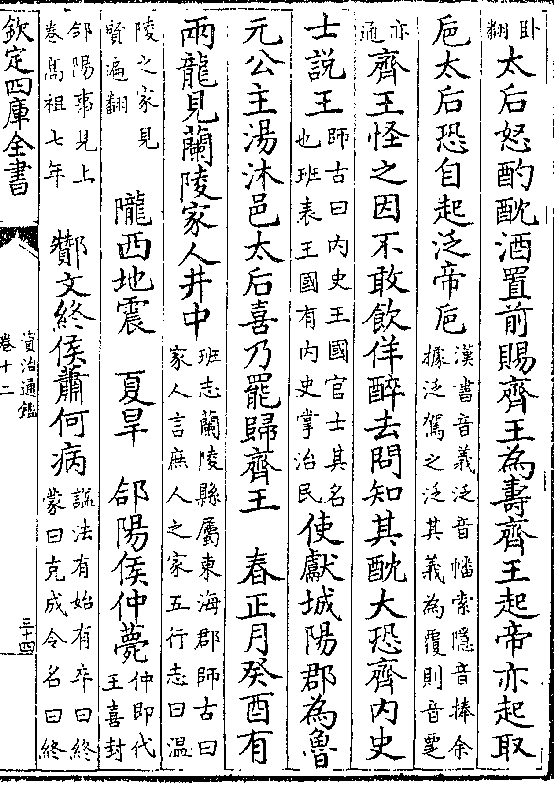 卧翻太后怒酌酖酒置前賜齊王為壽齊王起帝亦起取
巵太后恐自起泛帝巵漢書音義泛音幡索隱音捧余據泛駕之泛其義為覆則音覂
亦通齊王怪之因不敢飲佯醉去問知其酖大恐齊內史
士說王師古曰內史王國官士其名也班表王國有內史掌治民使獻城陽郡為魯
元公主湯沐邑太后喜乃罷歸齊王　春正月癸酉有
兩龍見蘭陵家人井中班志蘭陵縣屬東海郡師古曰家人言庶人之家五行志曰溫
陵之家見賢遍翻　隴西地震　夏旱　郃陽侯仲薨仲即代王喜封
郃陽事見上卷高祖七年　酇文終侯蕭何病諡法有始有卒曰終蒙曰克成令名曰終
欽定四庫全書
資治通鑑
卷十二
三十四